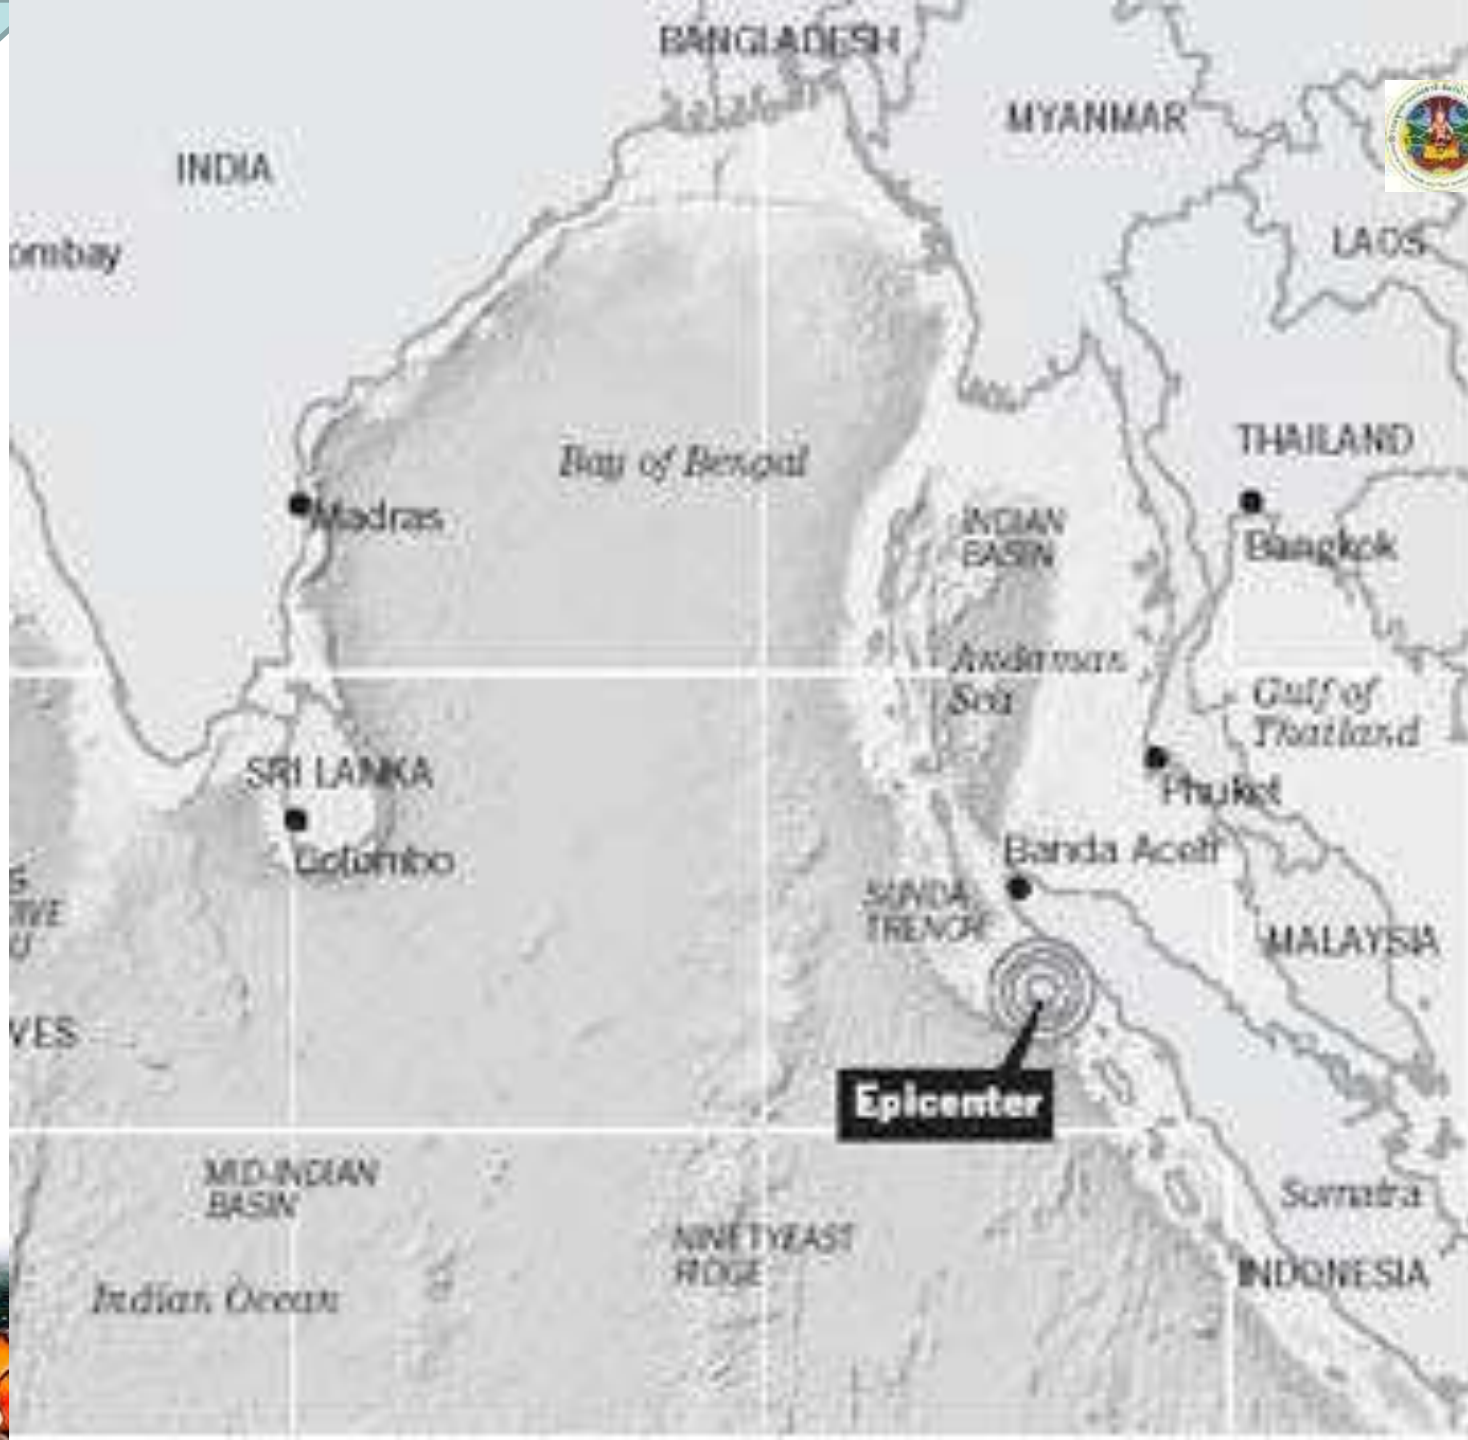 BANGLADESH
MYANMAR
INDIA
LAOS
ombay
THAILAND
Bay of Bengal
Madras
INDIAN
BASIN
Bangkok
Andaman
Sea
Gulf of
Thailand
SRI LANKA
Phuket
Colombo
Banda Aceh
SUNDA
TRENCH
MALAYSIA
VES
Epicenter
MID-INDIAN
BASIN
Sumatra
NINETYEAST
RIDGE
INDONESIA
Indian Ocean